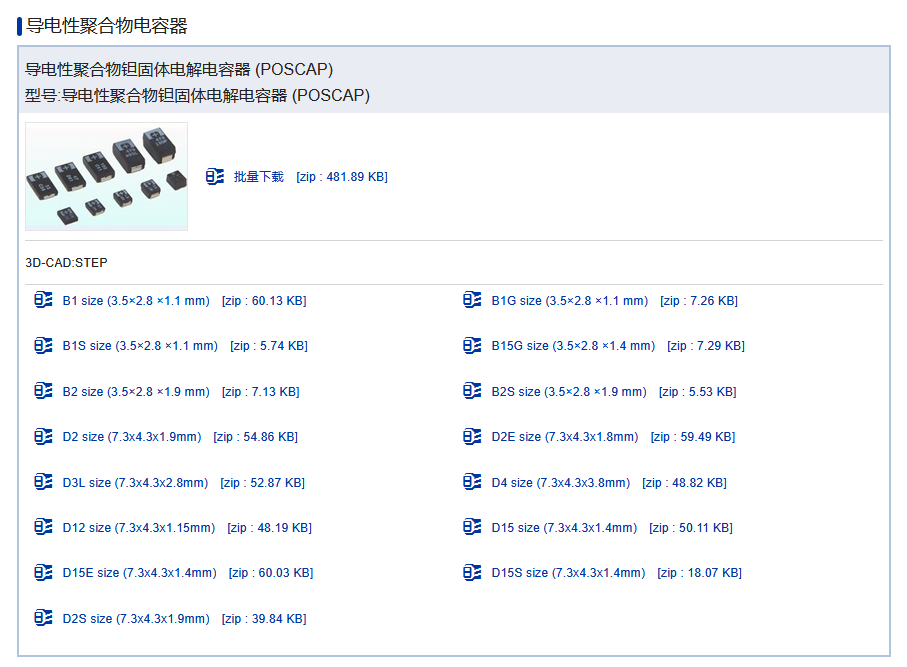 导电性聚合物电容器
导电性聚合物钽固体电解电容器 (POSCAP)
型号:导电性聚合物钽固体电解电容器 (POSCAP)
批量下载 [zip : 481.89 KB]
3D-CAD:STEP
B1 size (3.5×2.8 ×1.1 mm) [zip : 60.13 KB]
B1G size (3.5×2.8 ×1.1 mm) [zip : 7.26 KB]
B1S size (3.5×2.8 ×1.1 mm) [zip : 5.74 KB]
B15G size (3.5×2.8 ×1.4 mm) [zip : 7.29 KB]
B2 size (3.5×2.8 ×1.9 mm) [zip : 7.13 KB]
B2S size (3.5×2.8 ×1.9 mm) [zip : 5.53 KB]
D2 size (7.3x4.3x1.9mm) [zip : 54.86 KB]
D2E size (7.3x4.3x1.8mm) [zip : 59.49 KB]
D3L size (7.3x4.3x2.8mm) [zip : 52.87 KB]
D4 size (7.3x4.3x3.8mm) [zip : 48.82 KB]
D12 size (7.3x4.3x1.15mm) [zip : 48.19 KB]
D15 size (7.3x4.3x1.4mm) [zip : 50.11 KB]
D15E size (7.3x4.3x1.4mm) [zip : 60.03 KB]
D15S size (7.3x4.3x1.4mm) [zip : 18.07 KB]
D2S size (7.3x4.3x1.9mm) [zip : 39.84 KB]